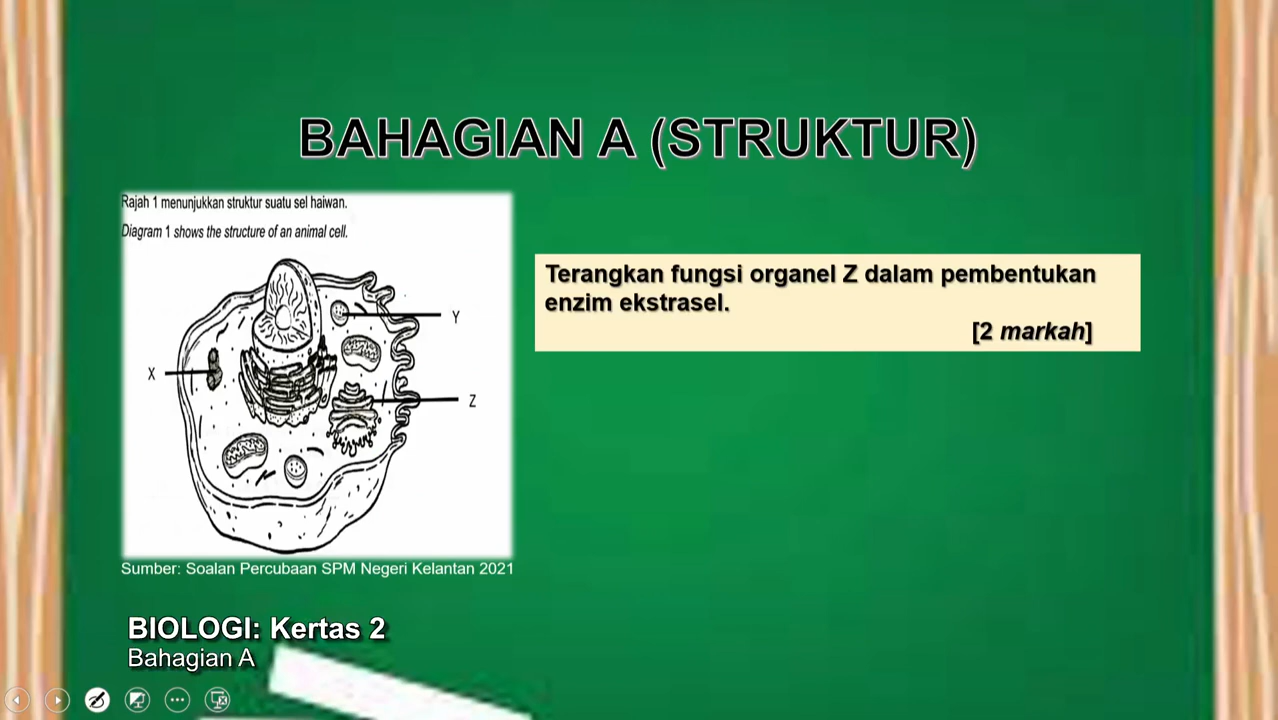 BAHAGIAN A (STRUKTUR)
Rajah 1 menunjukkan struktur suatu sel haiwan.
Diagram 1 shows the structure of an animal cell.
Y
X
Z
Sumber: Soalan Percubaan SPM Negeri Kelantan 2021
Terangkan fungsi organel Z dalam pembentukan
enzim ekstrasel.
[2 markah]
BIOLOGI: Kertas 2
Bahagian A